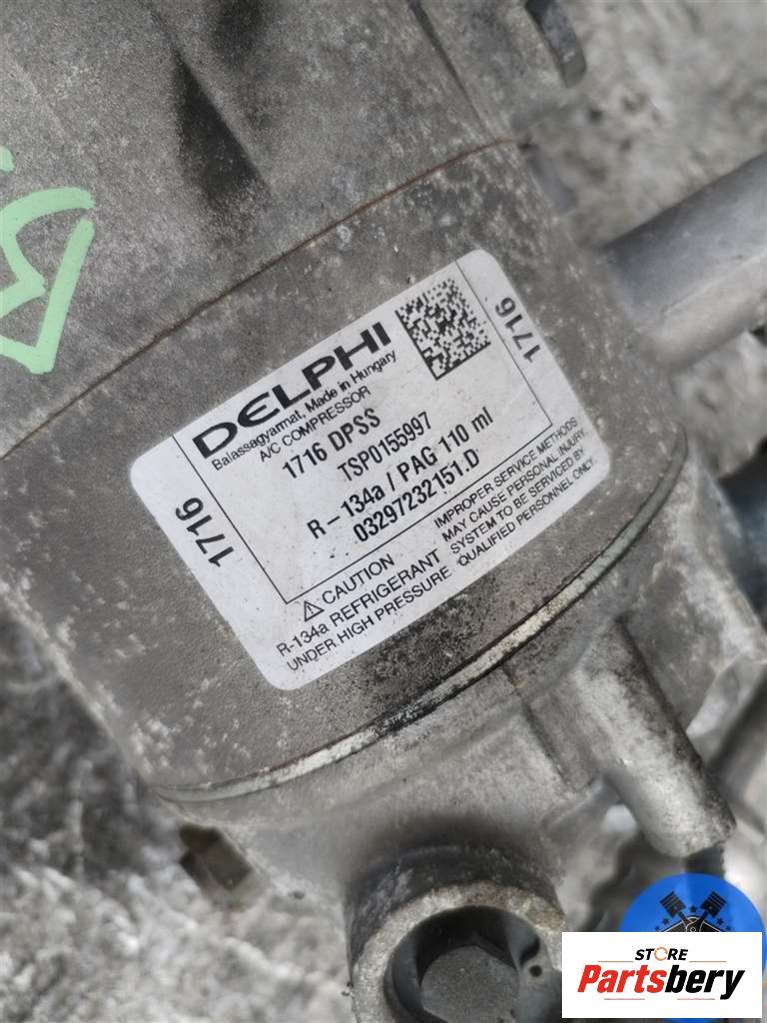 DELPHI
Balassagyarmat, Made in Hungary
A/C COMPRESSOR
1716 DPSS
TSP0155997
R - 134a / PAG 110 ml
03297232151.D
1716
1716
⚠ CAUTION
R-134a REFRIGERANT
UNDER HIGH PRESSURE
IMPROPER SERVICE METHODS
MAY CAUSE PERSONAL INJURY.
SYSTEM TO BE SERVICED BY
QUALIFIED PERSONNEL ONLY.
STORE
Partsbery